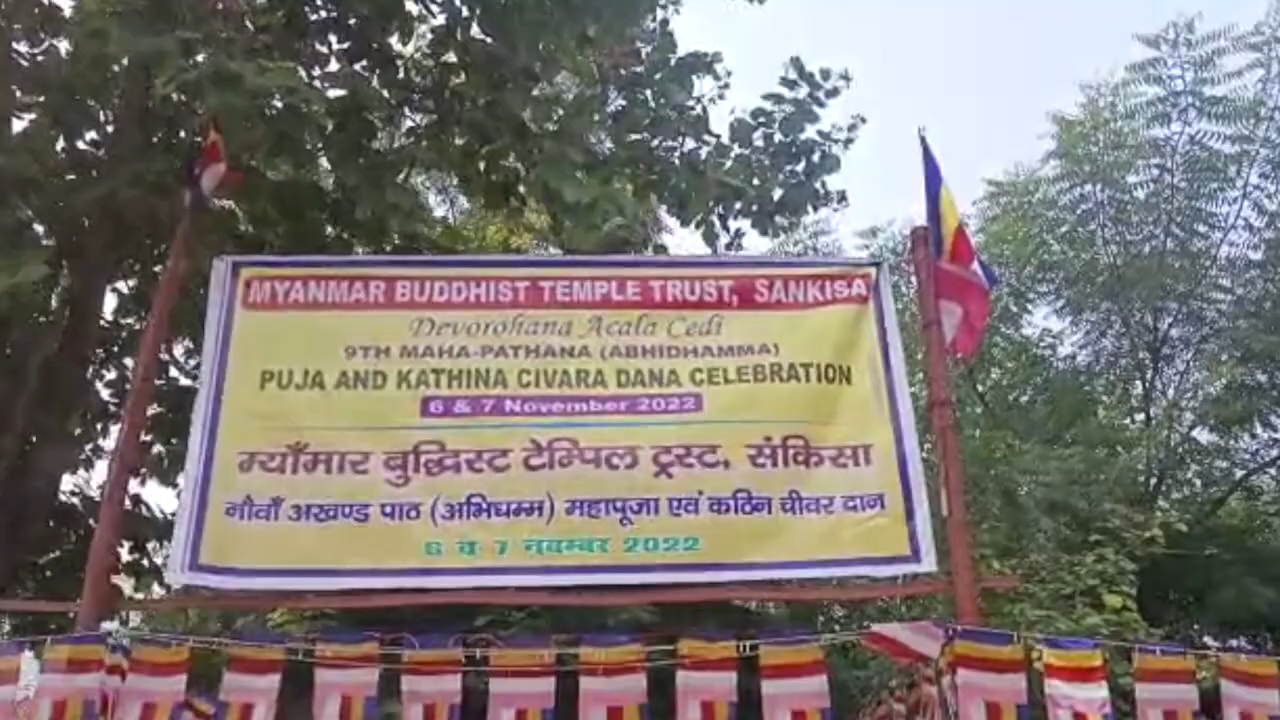 MYANMAR BUDDHIST TEMPLE TRUST, SANKISA
Devorohana Acala Cedi
9TH MAHA-PATHANA (ABHIDHAMMA)
PUJA AND KATHINA CIVARA DANA CELEBRATION
6 & 7 November 2022
म्याँमार बुद्धिस्ट टेम्पिल ट्रस्ट, संकिसा
नौवाँ अखण्ड पाठ (अभिधम्म) महापूजा एवं कठिन चीवर दान
6 व 7 नवम्बर 2022